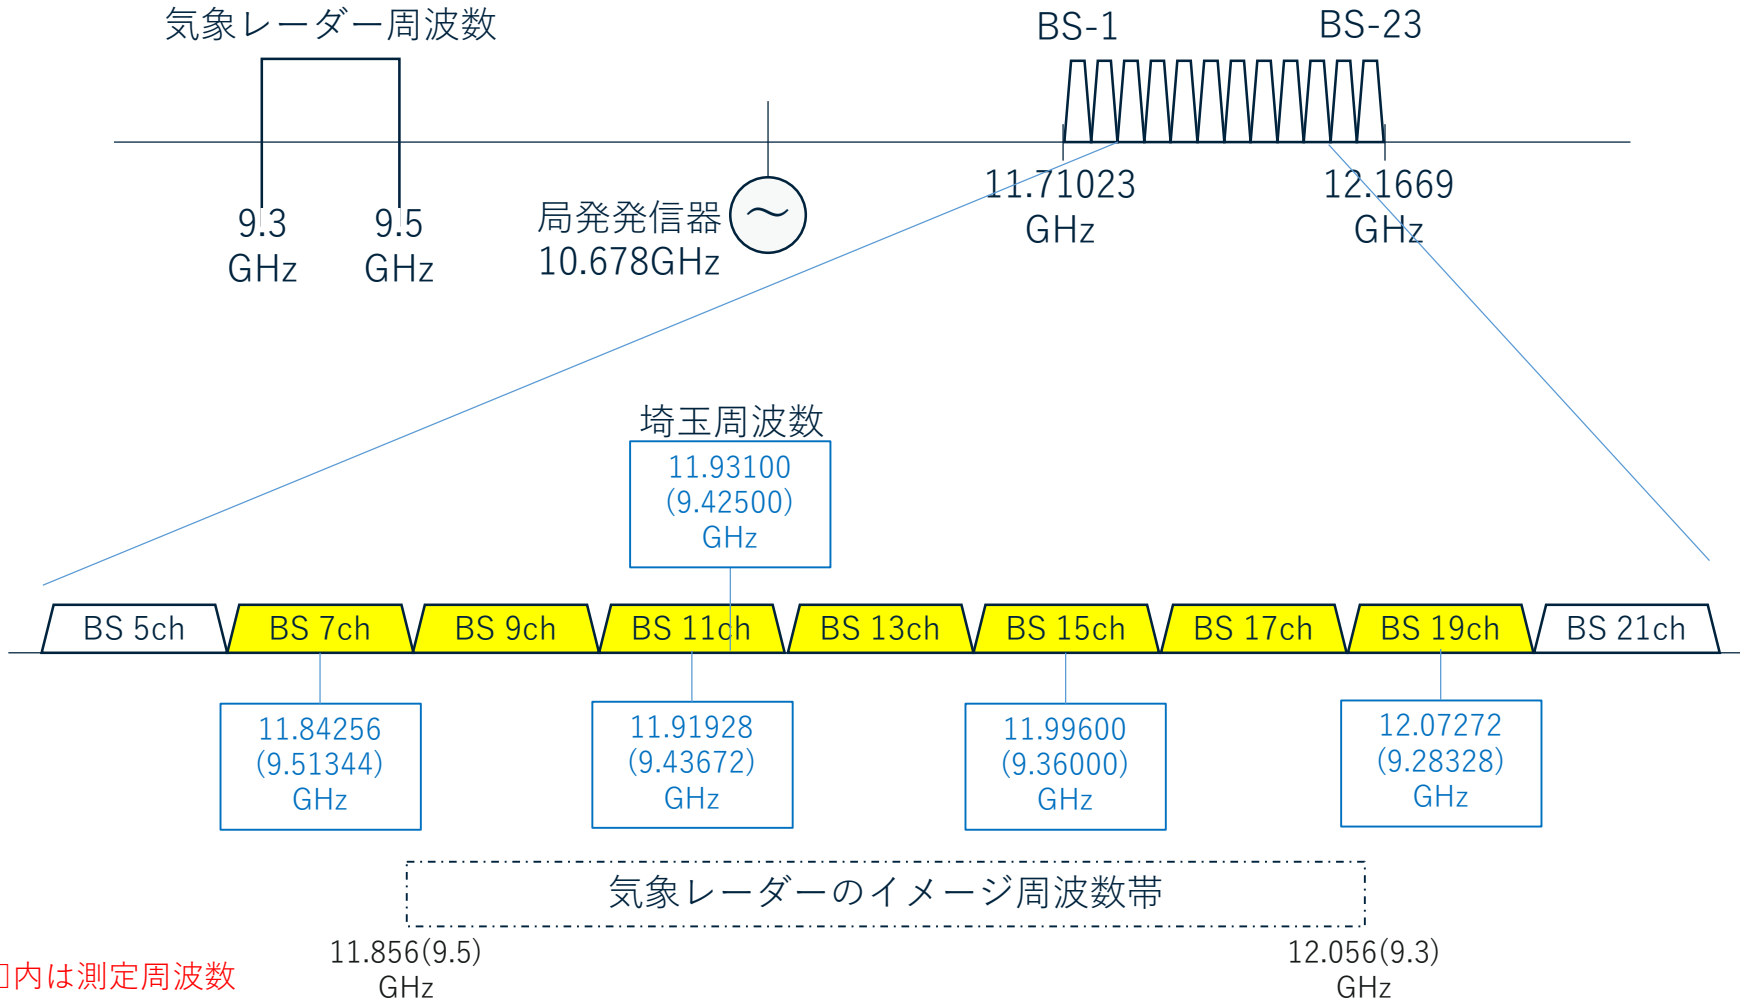 気象レーダー周波数
BS-1
BS-23
9.3
GHz
9.5
GHz
局発発信器
10.678GHz
〜
11.71023
GHz
12.1669
GHz
埼玉周波数
11.93100
(9.42500)
GHz
BS 5ch
BS 7ch
BS 9ch
BS 11ch
BS 13ch
BS 15ch
BS 17ch
BS 19ch
BS 21ch
11.84256
(9.51344)
GHz
11.91928
(9.43672)
GHz
11.99600
(9.36000)
GHz
12.07272
(9.28328)
GHz
気象レーダーのイメージ周波数帯
11.856(9.5)
GHz
12.056(9.3)
GHz
□内は測定周波数